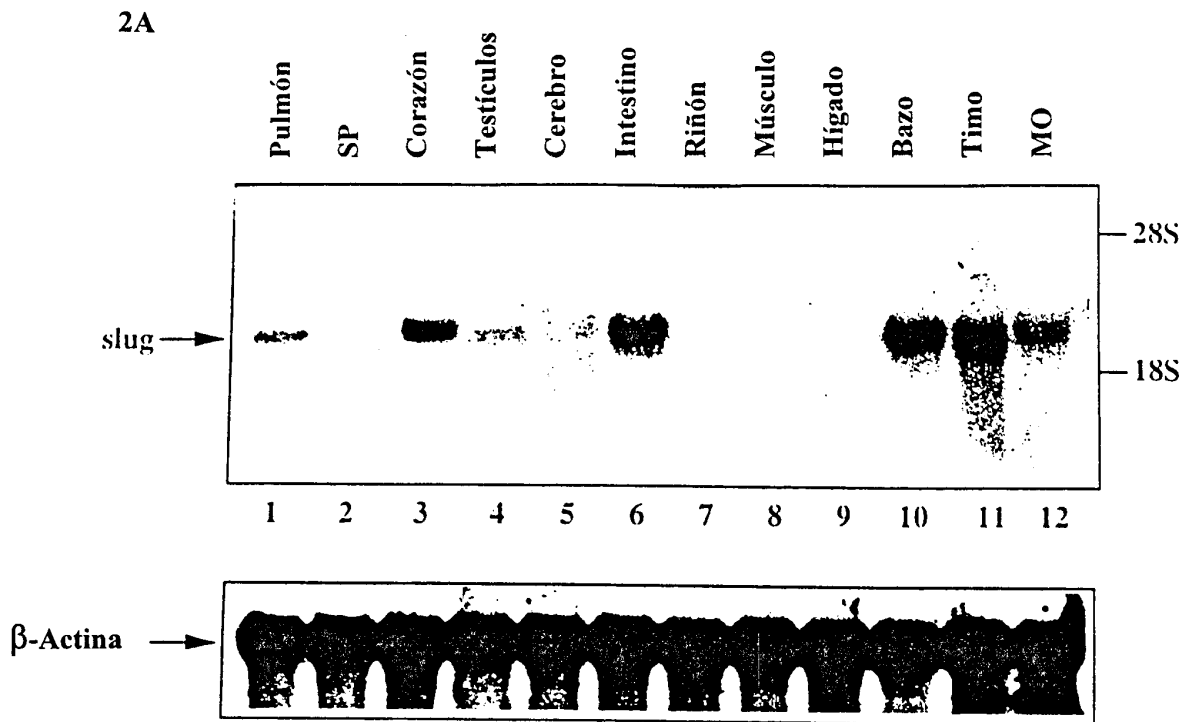 2A
Pulmón SP Corazón Testículos Cerebro Intestino Riñón Músculo Hígado Bazo Timo MO
28S
slug
18S
1 2 3 4 5 6 7 8 9 10 11 12
β-Actina